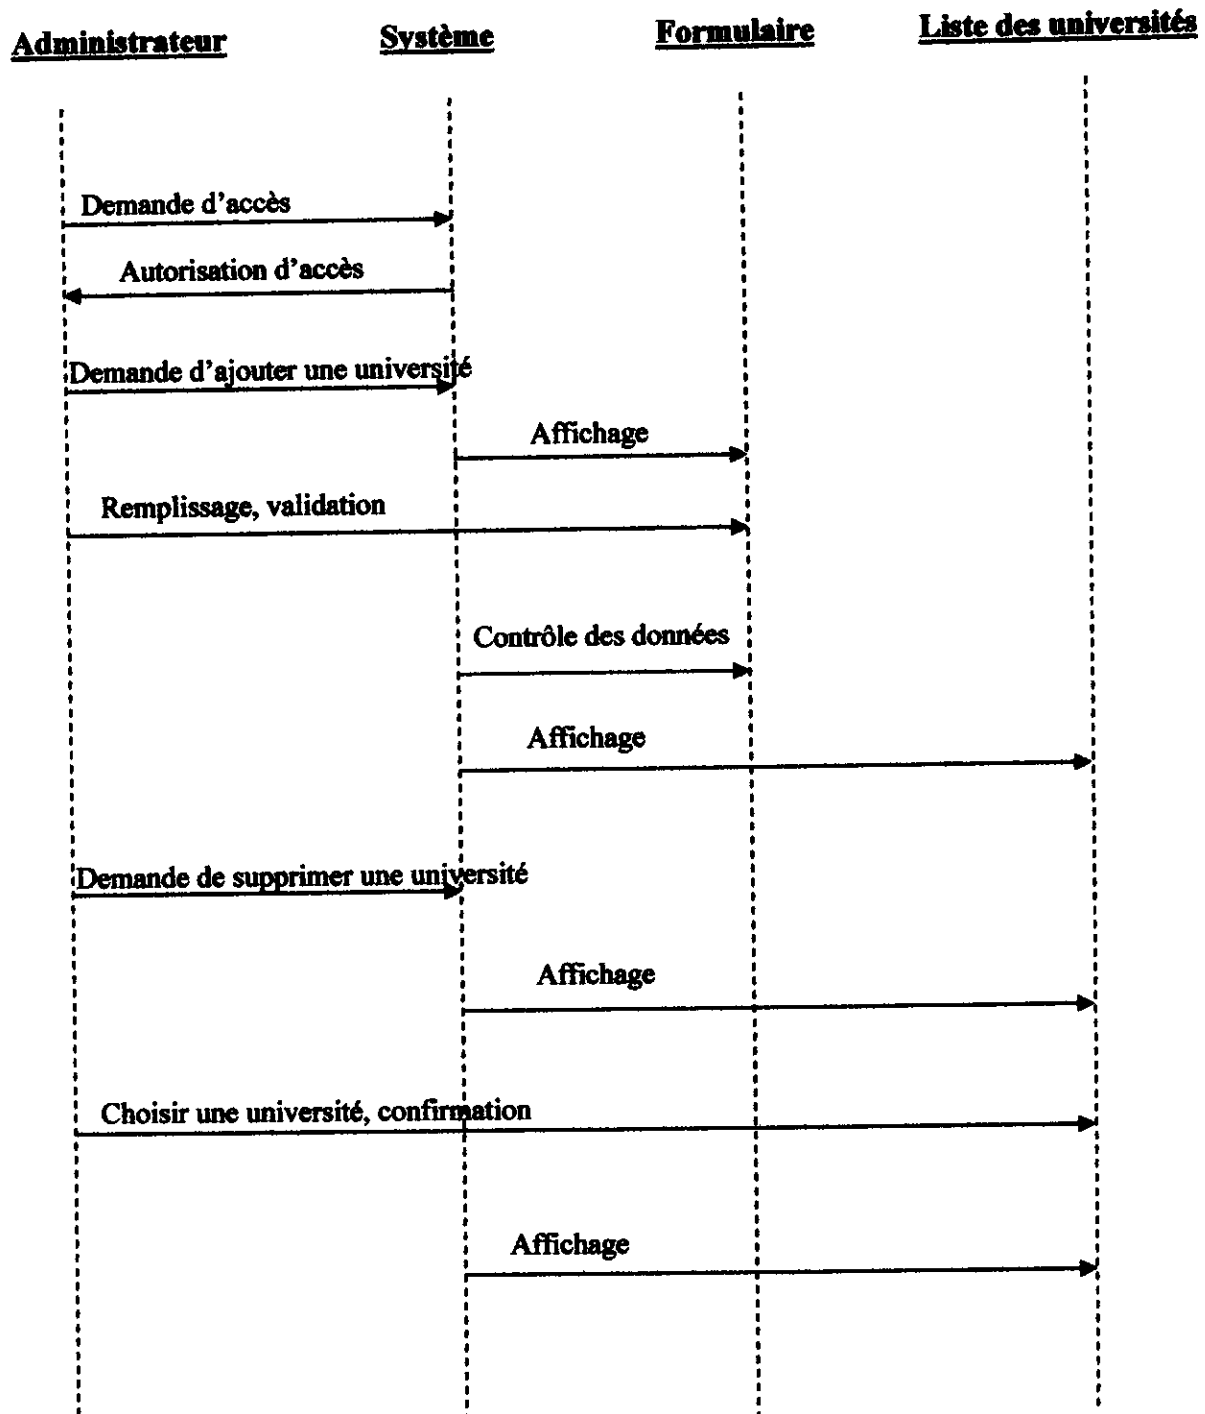 Administrateur Système Formulaire Liste des universités
Demande d'accès
Autorisation d'accès
Demande d'ajouter une université
Affichage
Remplissage, validation
Contrôle des données
Affichage
Demande de supprimer une université
Affichage
Choisir une université, confirmation
Affichage